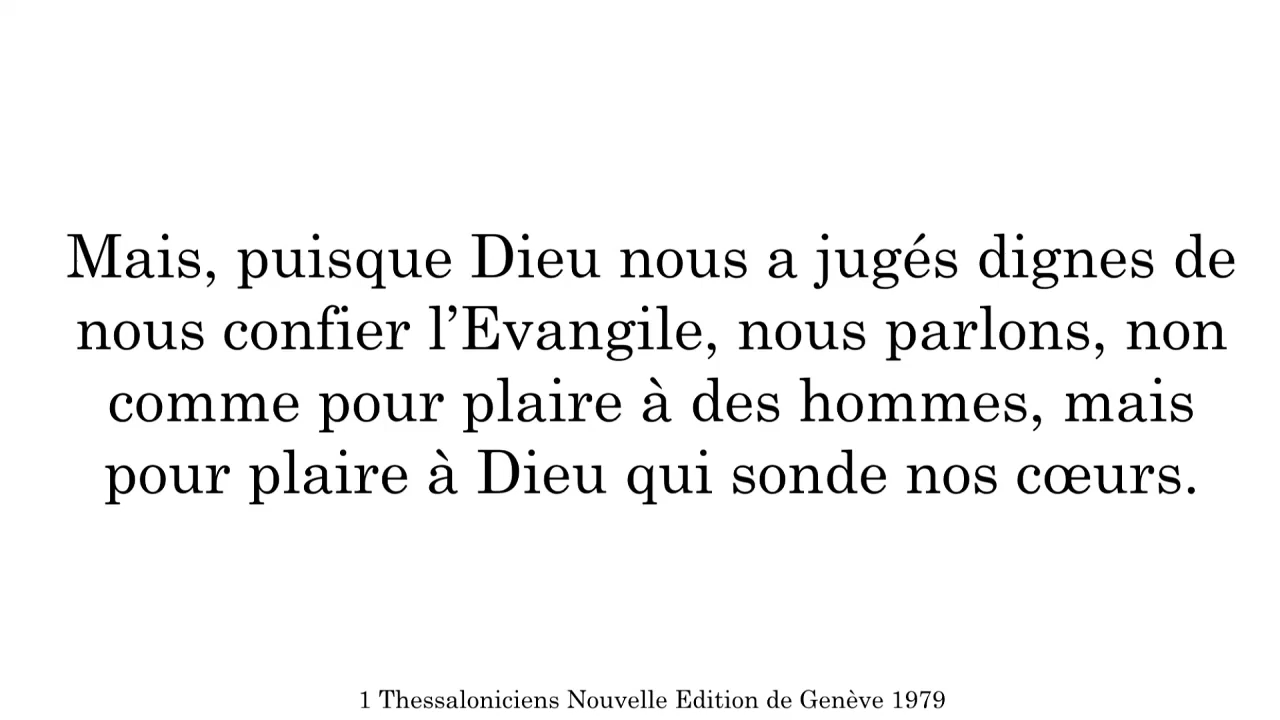 Mais, puisque Dieu nous a jugés dignes de
nous confier l’Evangile, nous parlons, non
comme pour plaire à des hommes, mais
pour plaire à Dieu qui sonde nos cœurs.
1 Thessaloniciens Nouvelle Edition de Genève 1979